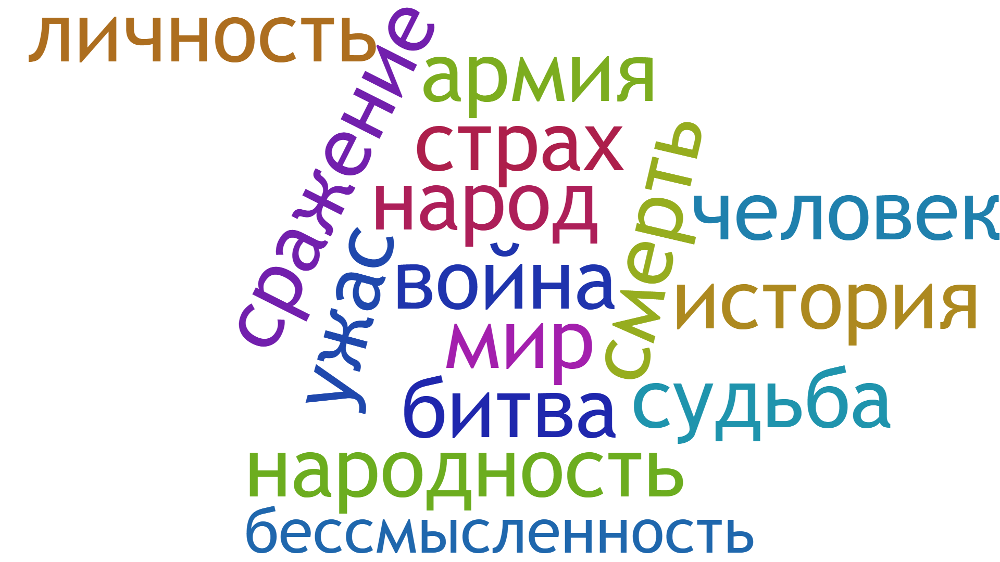 личность
сражение
армия
страх
смерть
народ
человек
ужас
война
история
мир
битва
судьба
народность
бессмысленность